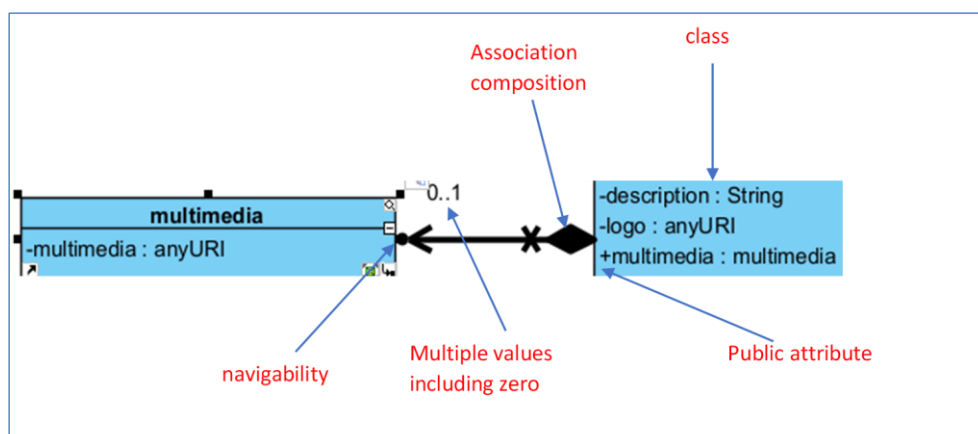 class
Association
composition
0..1
multimedia
-multimedia : anyURI
-description : String
-logo : anyURI
+multimedia : multimedia
navigability
Multiple values
including zero
Public attribute